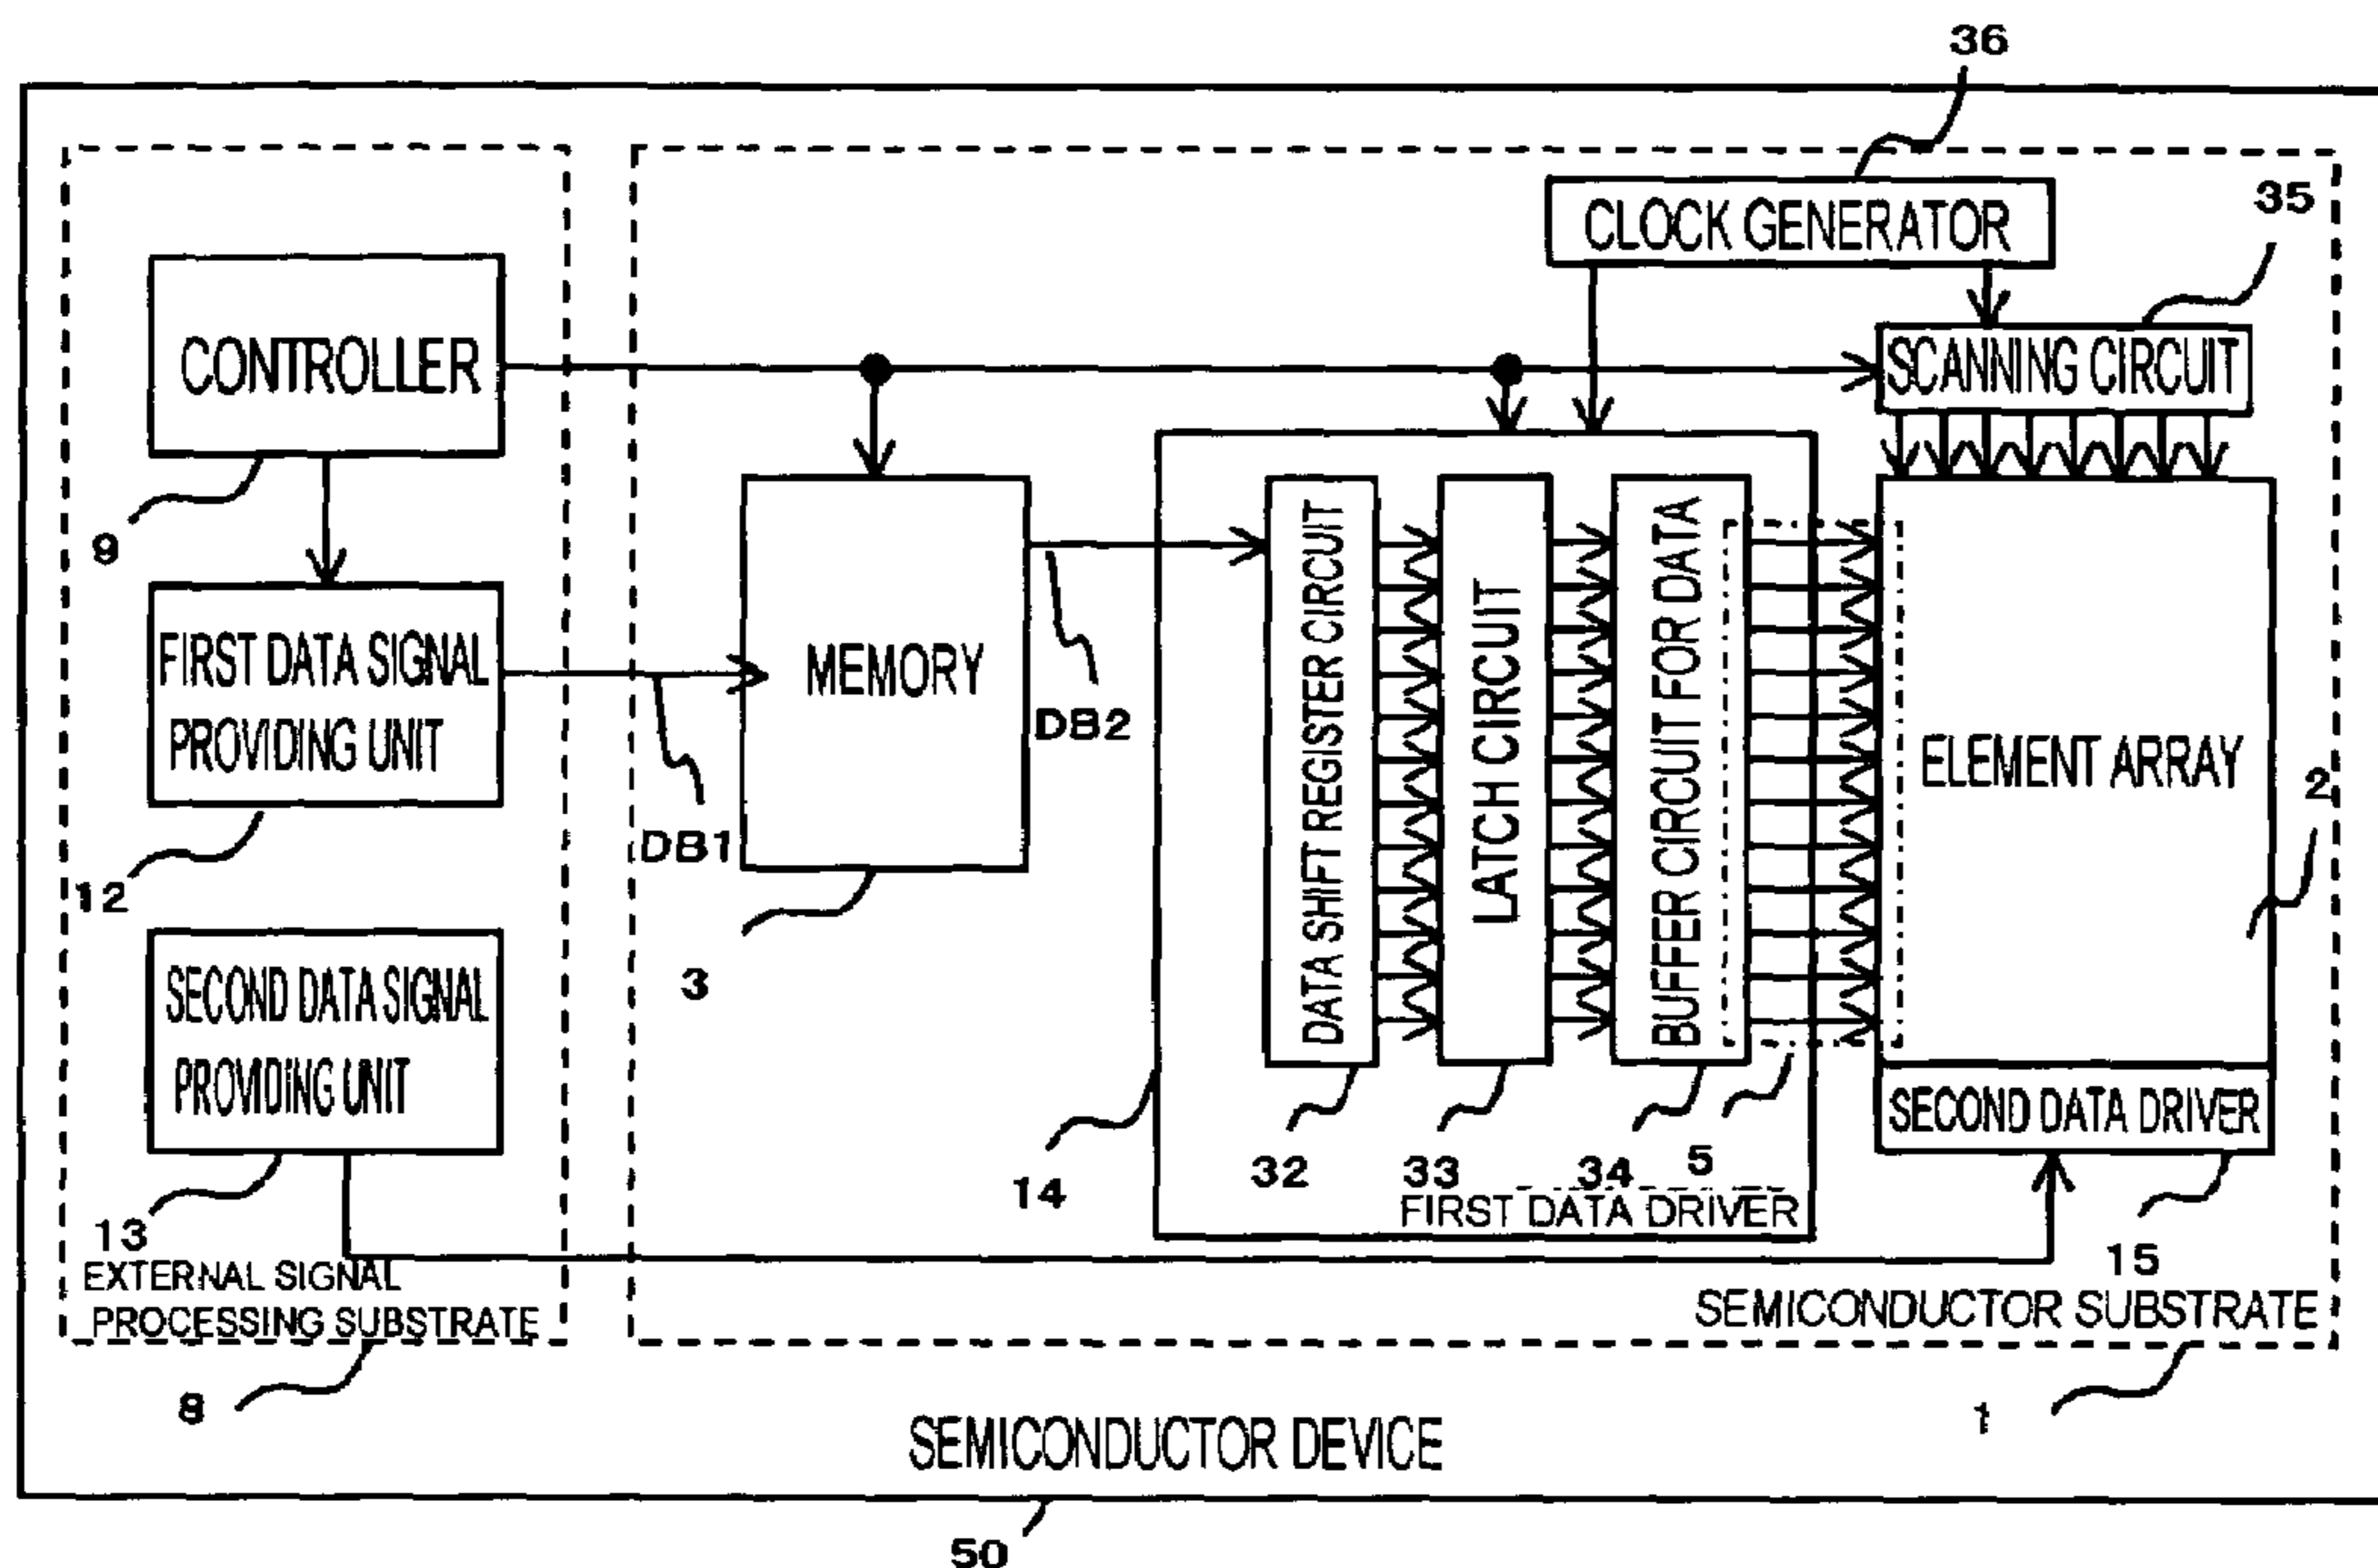 36
35
CLOCK GENERATOR
CONTROLLER
SCANNING CIRCUIT
9
FIRST DATA SIGNAL
PROVIDING UNIT
12
DB1
MEMORY
3
DB2
DATA SHIFT REGISTER CIRCUIT
LATCH CIRCUIT
BUFFER CIRCUIT FOR DATA
ELEMENT ARRAY
2
SECOND DATA SIGNAL
PROVIDING UNIT
13
SECOND DATA DRIVER
14
32
33
34
5
FIRST DATA DRIVER
15
EXTERNAL SIGNAL
PROCESSING SUBSTRATE
8
SEMICONDUCTOR SUBSTRATE
1
SEMICONDUCTOR DEVICE
50